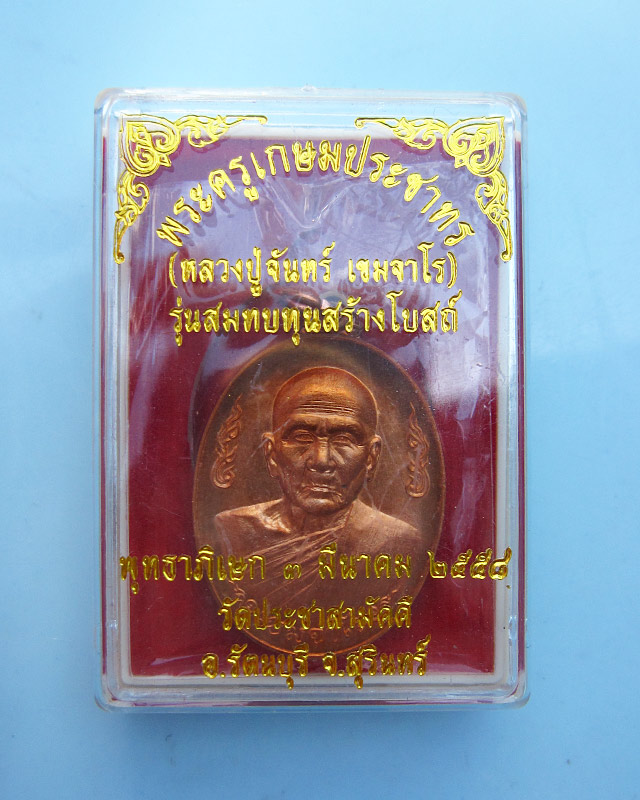 พระครูเกษมประชาทร
(หลวงปู่จันทร์ เขมจาโร)
รุ่นสมทบทุนสร้างโบสถ์
พุทธาภิเษก ๓ มีนาคม ๒๕๕๘
วัดประชาสามัคคี
อ.รัตนบุรี จ.สุรินทร์